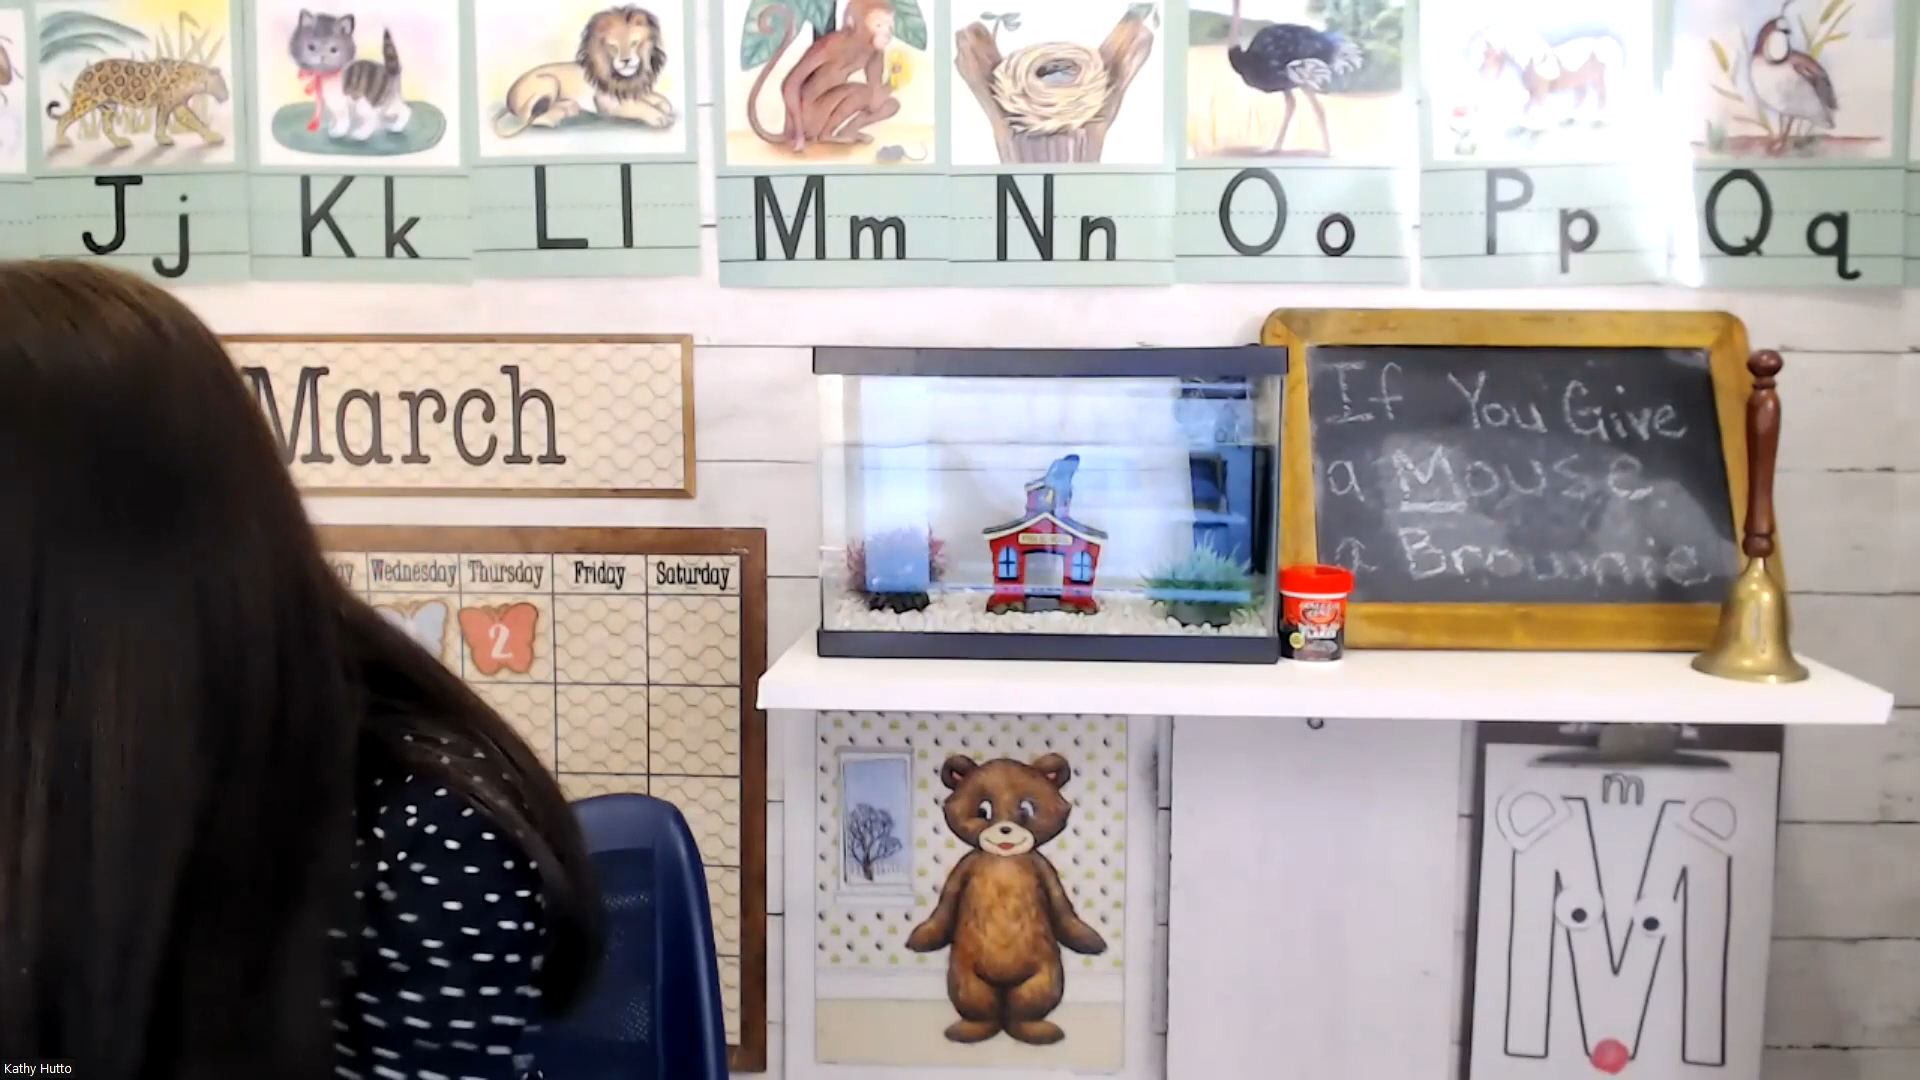 Jj Kk Ll Mm Nn Oo Pp Qq
March
If You Give
a Mouse
a Brownie
Wednesday Thursday Friday Saturday
2
m
M
Kathy Hutto